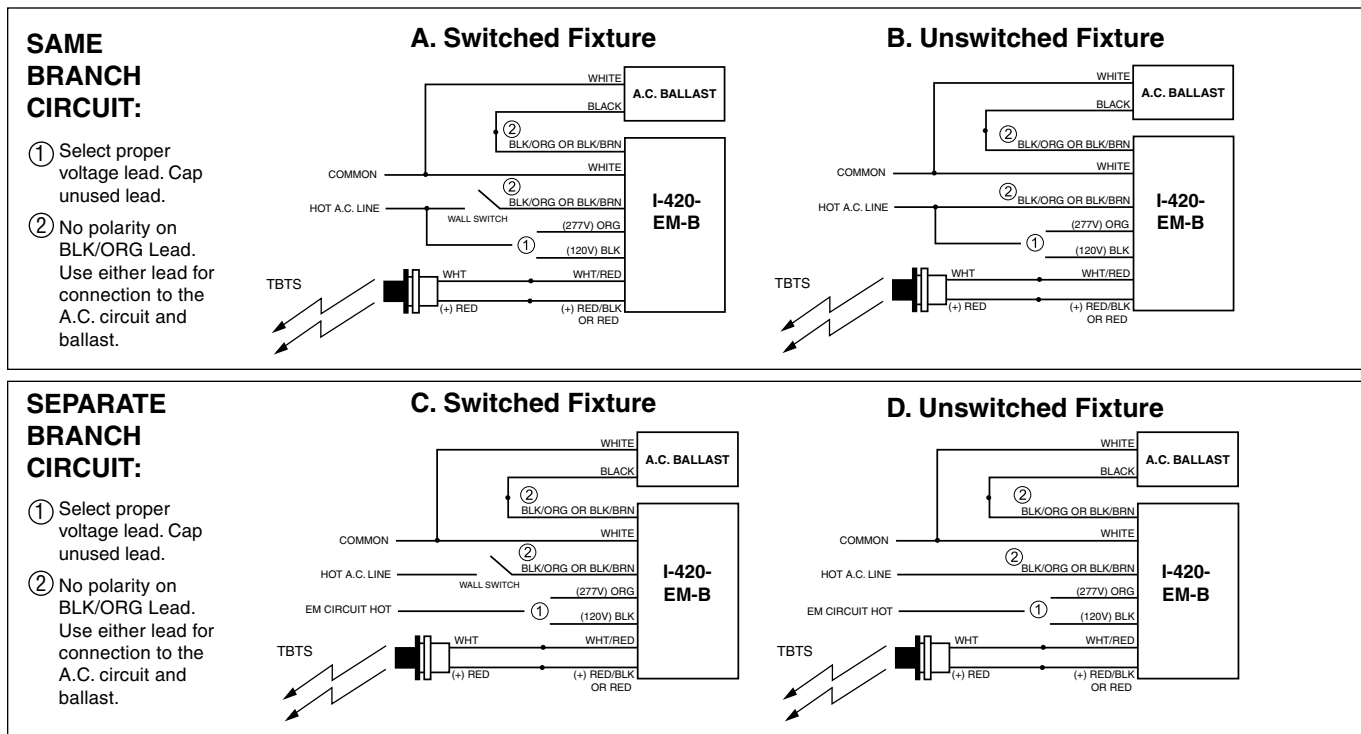 SAME
BRANCH
CIRCUIT:
① Select proper
voltage lead. Cap
unused lead.
② No polarity on
BLK/ORG Lead.
Use either lead for
connection to the
A.C. circuit and
ballast.
A. Switched Fixture
WHITE
A.C. BALLAST
BLACK
②
BLK/ORG OR BLK/BRN
WHITE
COMMON
②
BLK/ORG OR BLK/BRN
HOT A.C. LINE
WALL SWITCH
I-420-
EM-B
(277V) ORG
①
(120V) BLK
TBTS
WHT
WHT/RED
(+) RED
(+) RED/BLK
OR RED
B. Unswitched Fixture
WHITE
A.C. BALLAST
BLACK
②
BLK/ORG OR BLK/BRN
WHITE
COMMON
②
BLK/ORG OR BLK/BRN
HOT A.C. LINE
I-420-
EM-B
(277V) ORG
①
(120V) BLK
TBTS
WHT
WHT/RED
(+) RED
(+) RED/BLK
OR RED
SEPARATE
BRANCH
CIRCUIT:
① Select proper
voltage lead. Cap
unused lead.
② No polarity on
BLK/ORG Lead.
Use either lead for
connection to the
A.C. circuit and
ballast.
C. Switched Fixture
WHITE
A.C. BALLAST
BLACK
②
BLK/ORG OR BLK/BRN
WHITE
COMMON
②
BLK/ORG OR BLK/BRN
HOT A.C. LINE
WALL SWITCH
I-420-
EM-B
(277V) ORG
EM CIRCUIT HOT
①
(120V) BLK
TBTS
WHT
WHT/RED
(+) RED
(+) RED/BLK
OR RED
D. Unswitched Fixture
WHITE
A.C. BALLAST
BLACK
②
BLK/ORG OR BLK/BRN
WHITE
COMMON
②
BLK/ORG OR BLK/BRN
HOT A.C. LINE
I-420-
EM-B
(277V) ORG
EM CIRCUIT HOT
①
(120V) BLK
TBTS
WHT
WHT/RED
(+) RED
(+) RED/BLK
OR RED